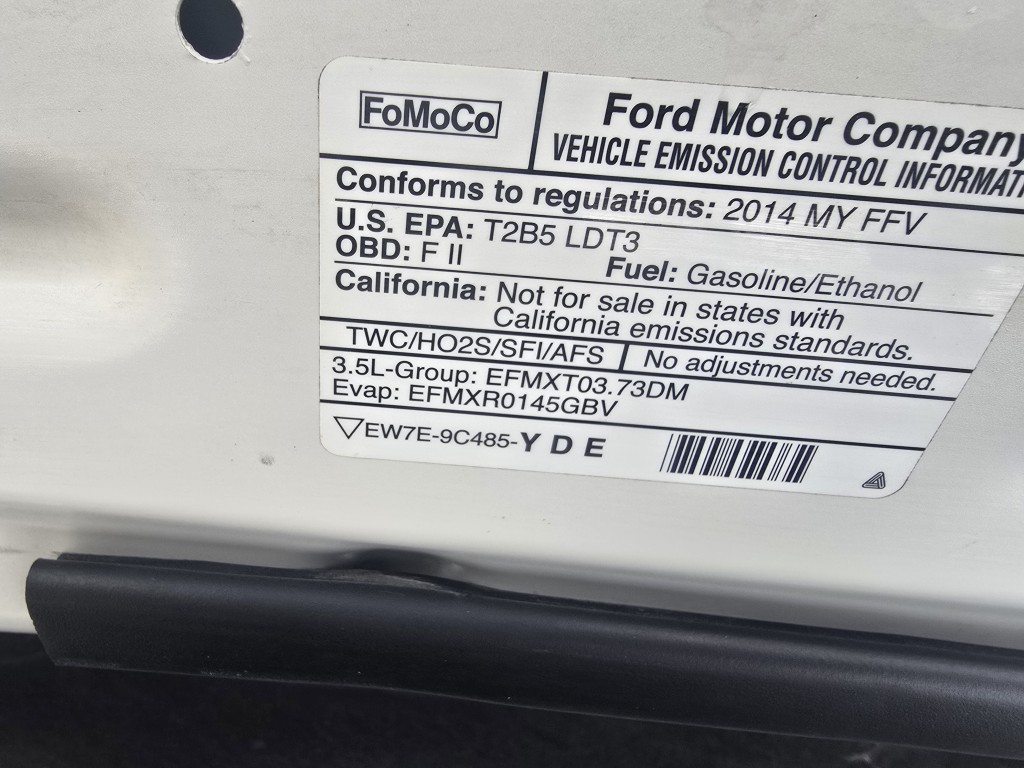 FoMoCo
Ford Motor Company
VEHICLE EMISSION CONTROL INFORMATI
Conforms to regulations: 2014 MY FFV
U.S. EPA: T2B5 LDT3
OBD: F II Fuel: Gasoline/Ethanol
California: Not for sale in states with
California emissions standards.
TWC/HO2S/SFI/AFS No adjustments needed.
3.5L-Group: EFMXT03.73DM
Evap: EFMXR0145GBV
EW7E-9C485-YDE